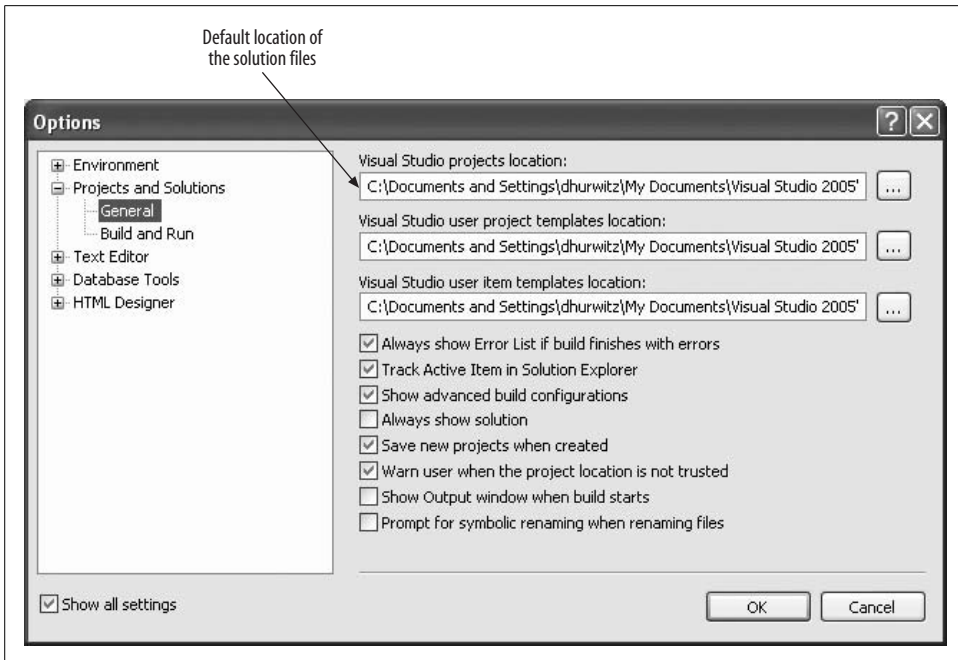 Default location of
the solution files
Options
Environment
Projects and Solutions
General
Build and Run
Text Editor
Database Tools
HTML Designer
Show all settings
Visual Studio projects location:
C:\Documents and Settings\dhurwitz\My Documents\Visual Studio 2005'
...
Visual Studio user project templates location:
C:\Documents and Settings\dhurwitz\My Documents\Visual Studio 2005'
...
Visual Studio user item templates location:
C:\Documents and Settings\dhurwitz\My Documents\Visual Studio 2005'
...
Always show Error List if build finishes with errors
Track Active Item in Solution Explorer
Show advanced build configurations
Always show solution
Save new projects when created
Warn user when the project location is not trusted
Show Output window when build starts
Prompt for symbolic renaming when renaming files
OK
Cancel